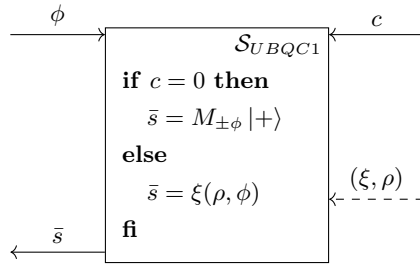 ϕ
c
𝒮_{UBQC1}
if c = 0 then
s̄ = M_{±ϕ} |+⟩
else
(ξ, ρ)
s̄ = ξ(ρ, ϕ)
s̄
fi